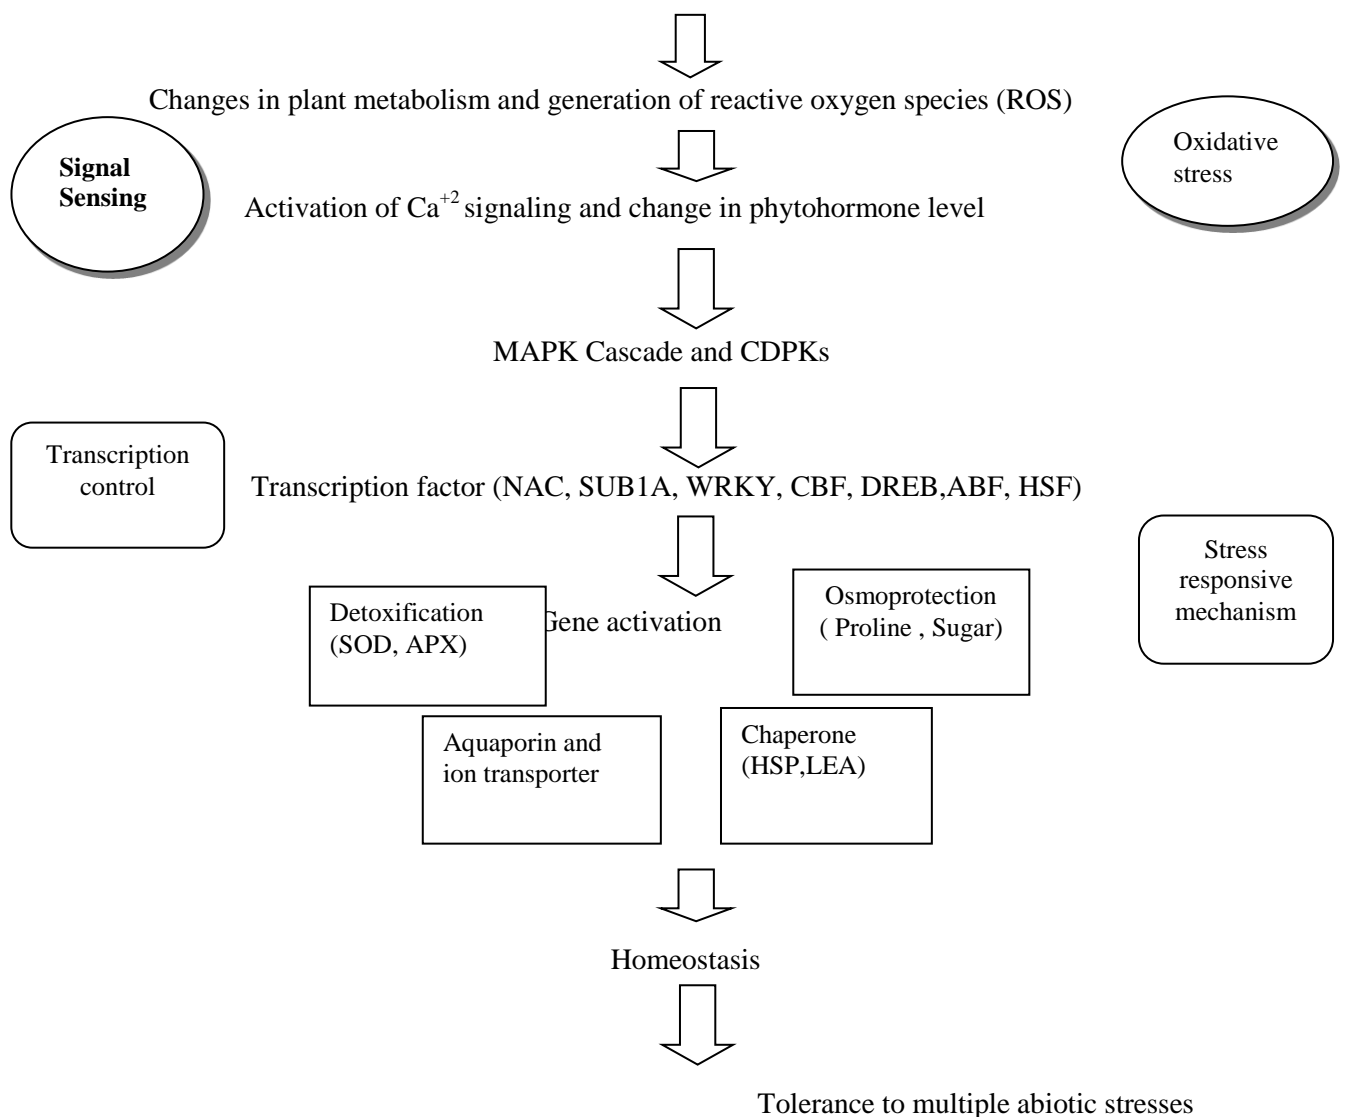 Changes in plant metabolism and generation of reactive oxygen species (ROS)
Signal
Sensing
Oxidative
stress
Activation of Ca+2 signaling and change in phytohormone level
MAPK Cascade and CDPKs
Transcription
control
Transcription factor (NAC, SUB1A, WRKY, CBF, DREB,ABF, HSF)
Stress
responsive
mechanism
Detoxification
(SOD, APX)
Gene activation
Osmoprotection
( Proline , Sugar)
Aquaporin and
ion transporter
Chaperone
(HSP,LEA)
Homeostasis
Tolerance to multiple abiotic stresses